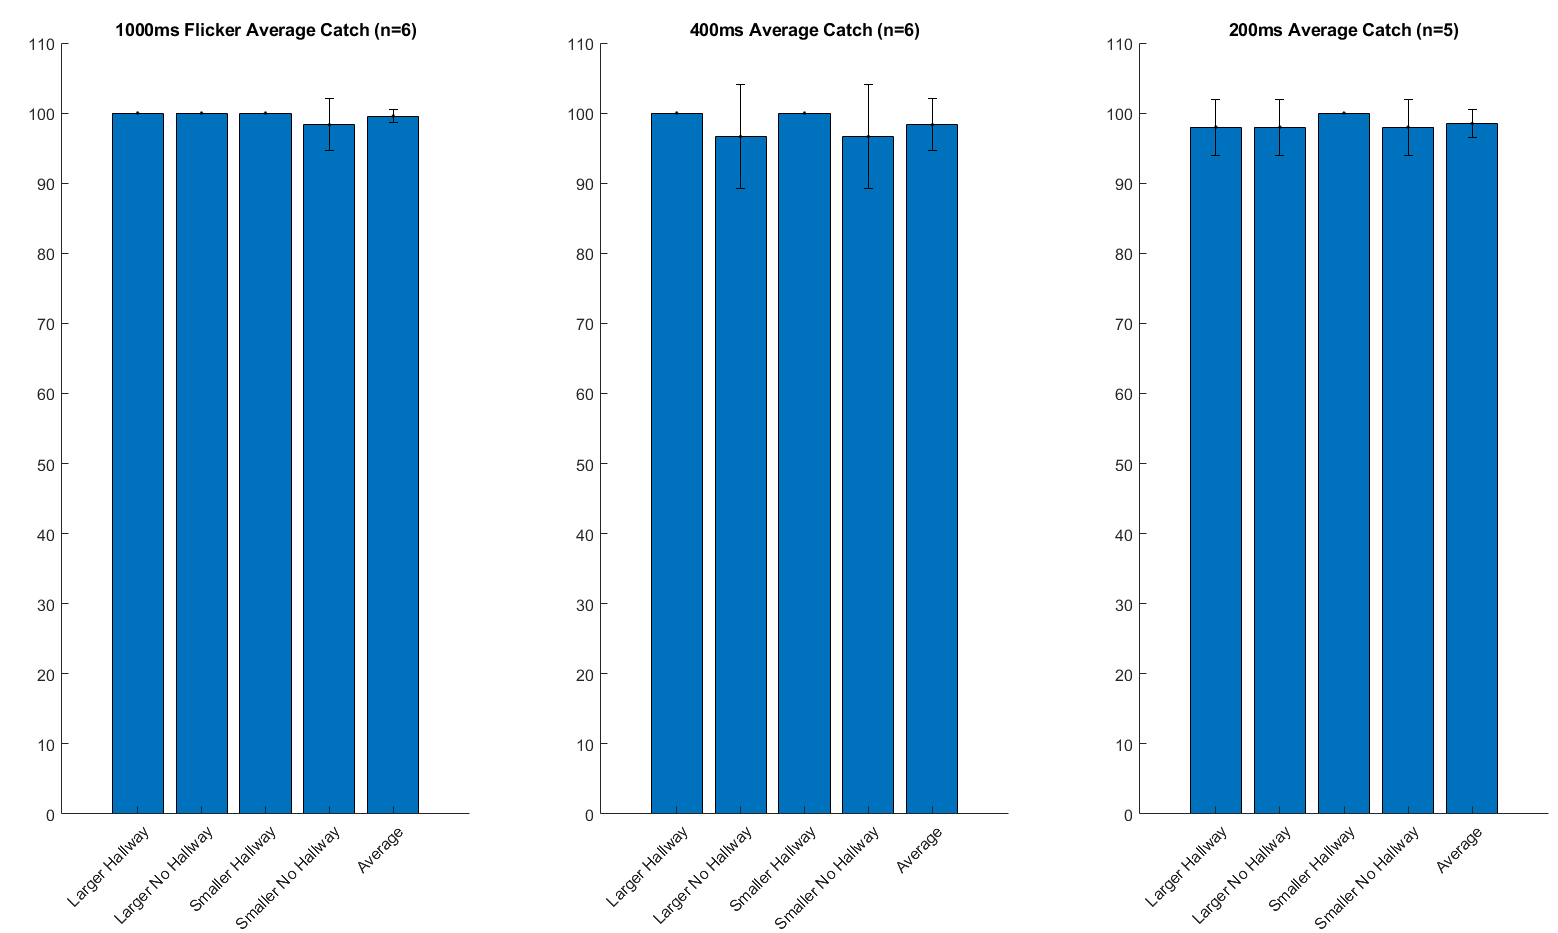 1000ms Flicker Average Catch (n=6)
110
100
90
80
70
60
50
40
30
20
10
0
Larger Hallway
Larger No Hallway
Smaller Hallway
Smaller No Hallway
Average
400ms Average Catch (n=6)
110
100
90
80
70
60
50
40
30
20
10
0
Larger Hallway
Larger No Hallway
Smaller Hallway
Smaller No Hallway
Average
200ms Average Catch (n=5)
110
100
90
80
70
60
50
40
30
20
10
0
Larger Hallway
Larger No Hallway
Smaller Hallway
Smaller No Hallway
Average